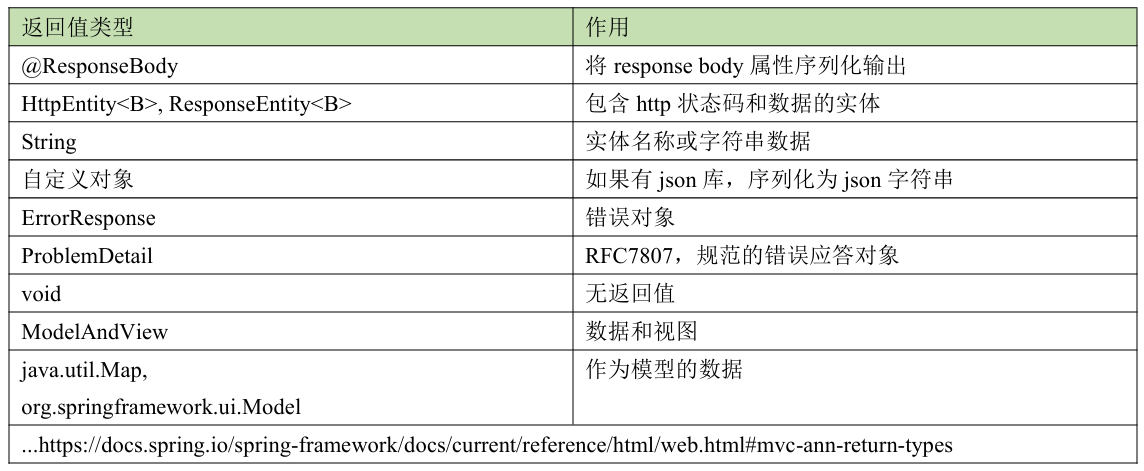 返回值类型 作用
@ResponseBody 将 response body 属性序列化输出
HttpEntity<B>, ResponseEntity<B> 包含 http 状态码和数据的实体
String 实体名称或字符串数据
自定义对象 如果有 json 库，序列化为 json 字符串
ErrorResponse 错误对象
ProblemDetail RFC7807，规范的错误应答对象
void 无返回值
ModelAndView 数据和视图
java.util.Map, 作为模型的数据
org.springframework.ui.Model
...https://docs.spring.io/spring-framework/docs/current/reference/html/web.html#mvc-ann-return-types